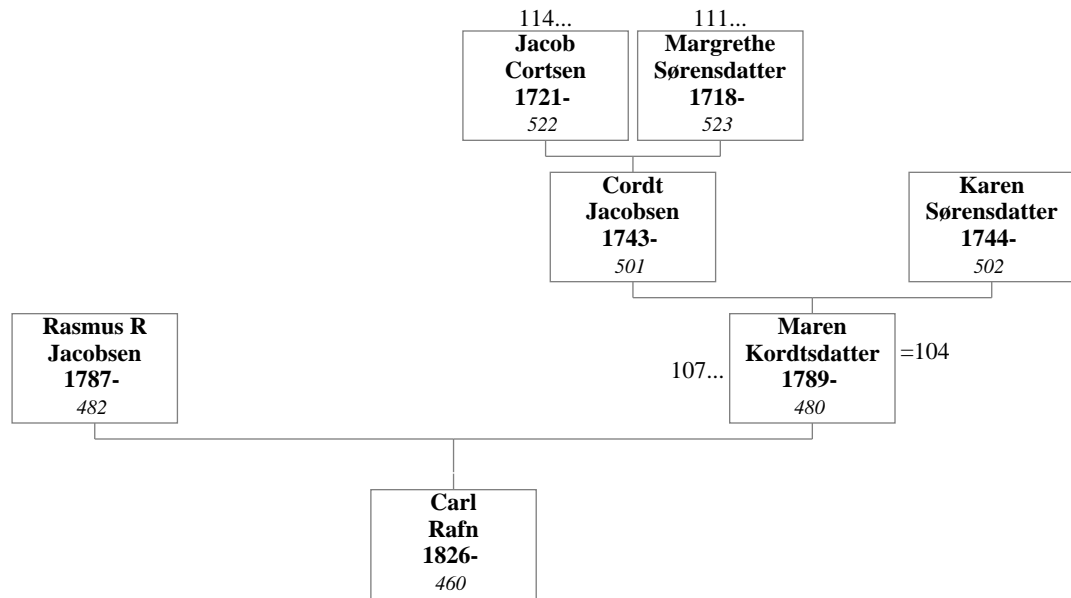 114...
111...
Jacob
Cortsen
1721-
522
Margrethe
Sørensdatter
1718-
523
Cordt
Jacobsen
1743-
501
Karen
Sørensdatter
1744-
502
Rasmus R
Jacobsen
1787-
482
107...
Maren
Kordtsdatter
1789-
480
=104
Carl
Rafn
1826-
460